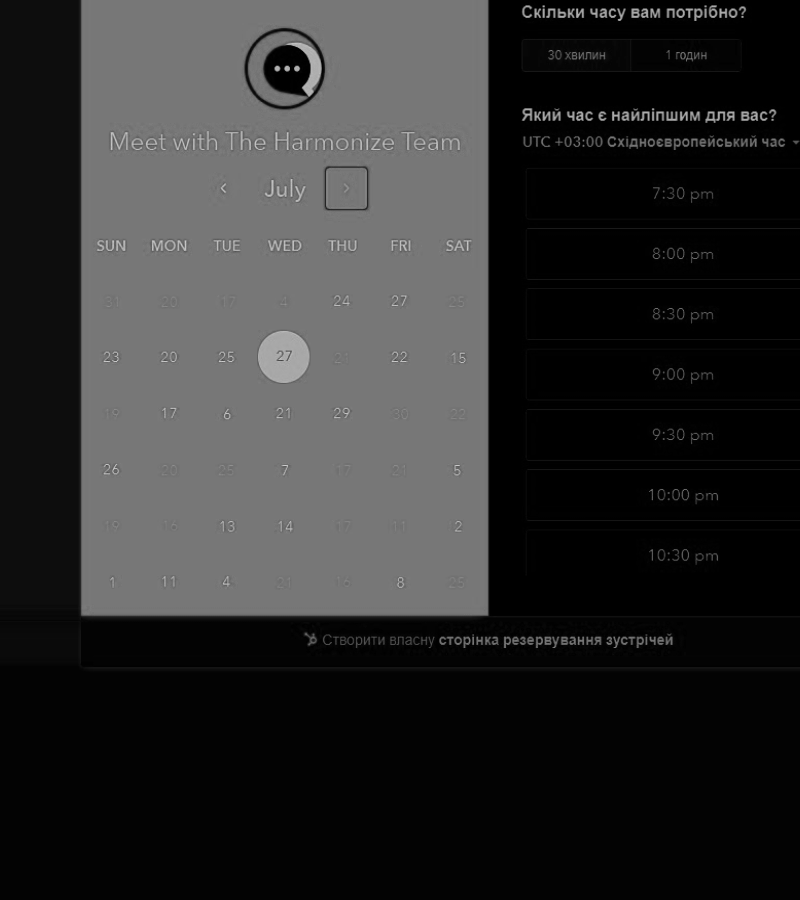 Meet with The Harmonize Team
July
SUN MON TUE WED THU FRI SAT
31 20 17 4 24 27 25
23 20 25 27 21 22 15
19 17 6 21 29 30 22
26 20 25 7 17 21 5
19 16 13 14 17 11 2
1 11 4 21 16 8 25
Скільки часу вам потрібно?
30 хвилин 1 годин
Який час є найліпшим для вас?
UTC +03:00 Східноєвропейський час
7:30 pm
8:00 pm
8:30 pm
9:00 pm
9:30 pm
10:00 pm
10:30 pm
Створити власну сторінка резервування зустрічей